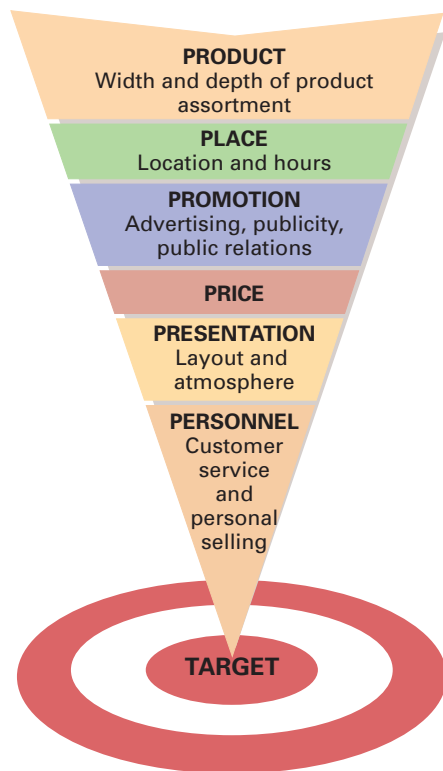 PRODUCT
Width and depth of product
assortment
PLACE
Location and hours
PROMOTION
Advertising, publicity,
public relations
PRICE
PRESENTATION
Layout and
atmosphere
PERSONNEL
Customer
service
and
personal
selling
TARGET